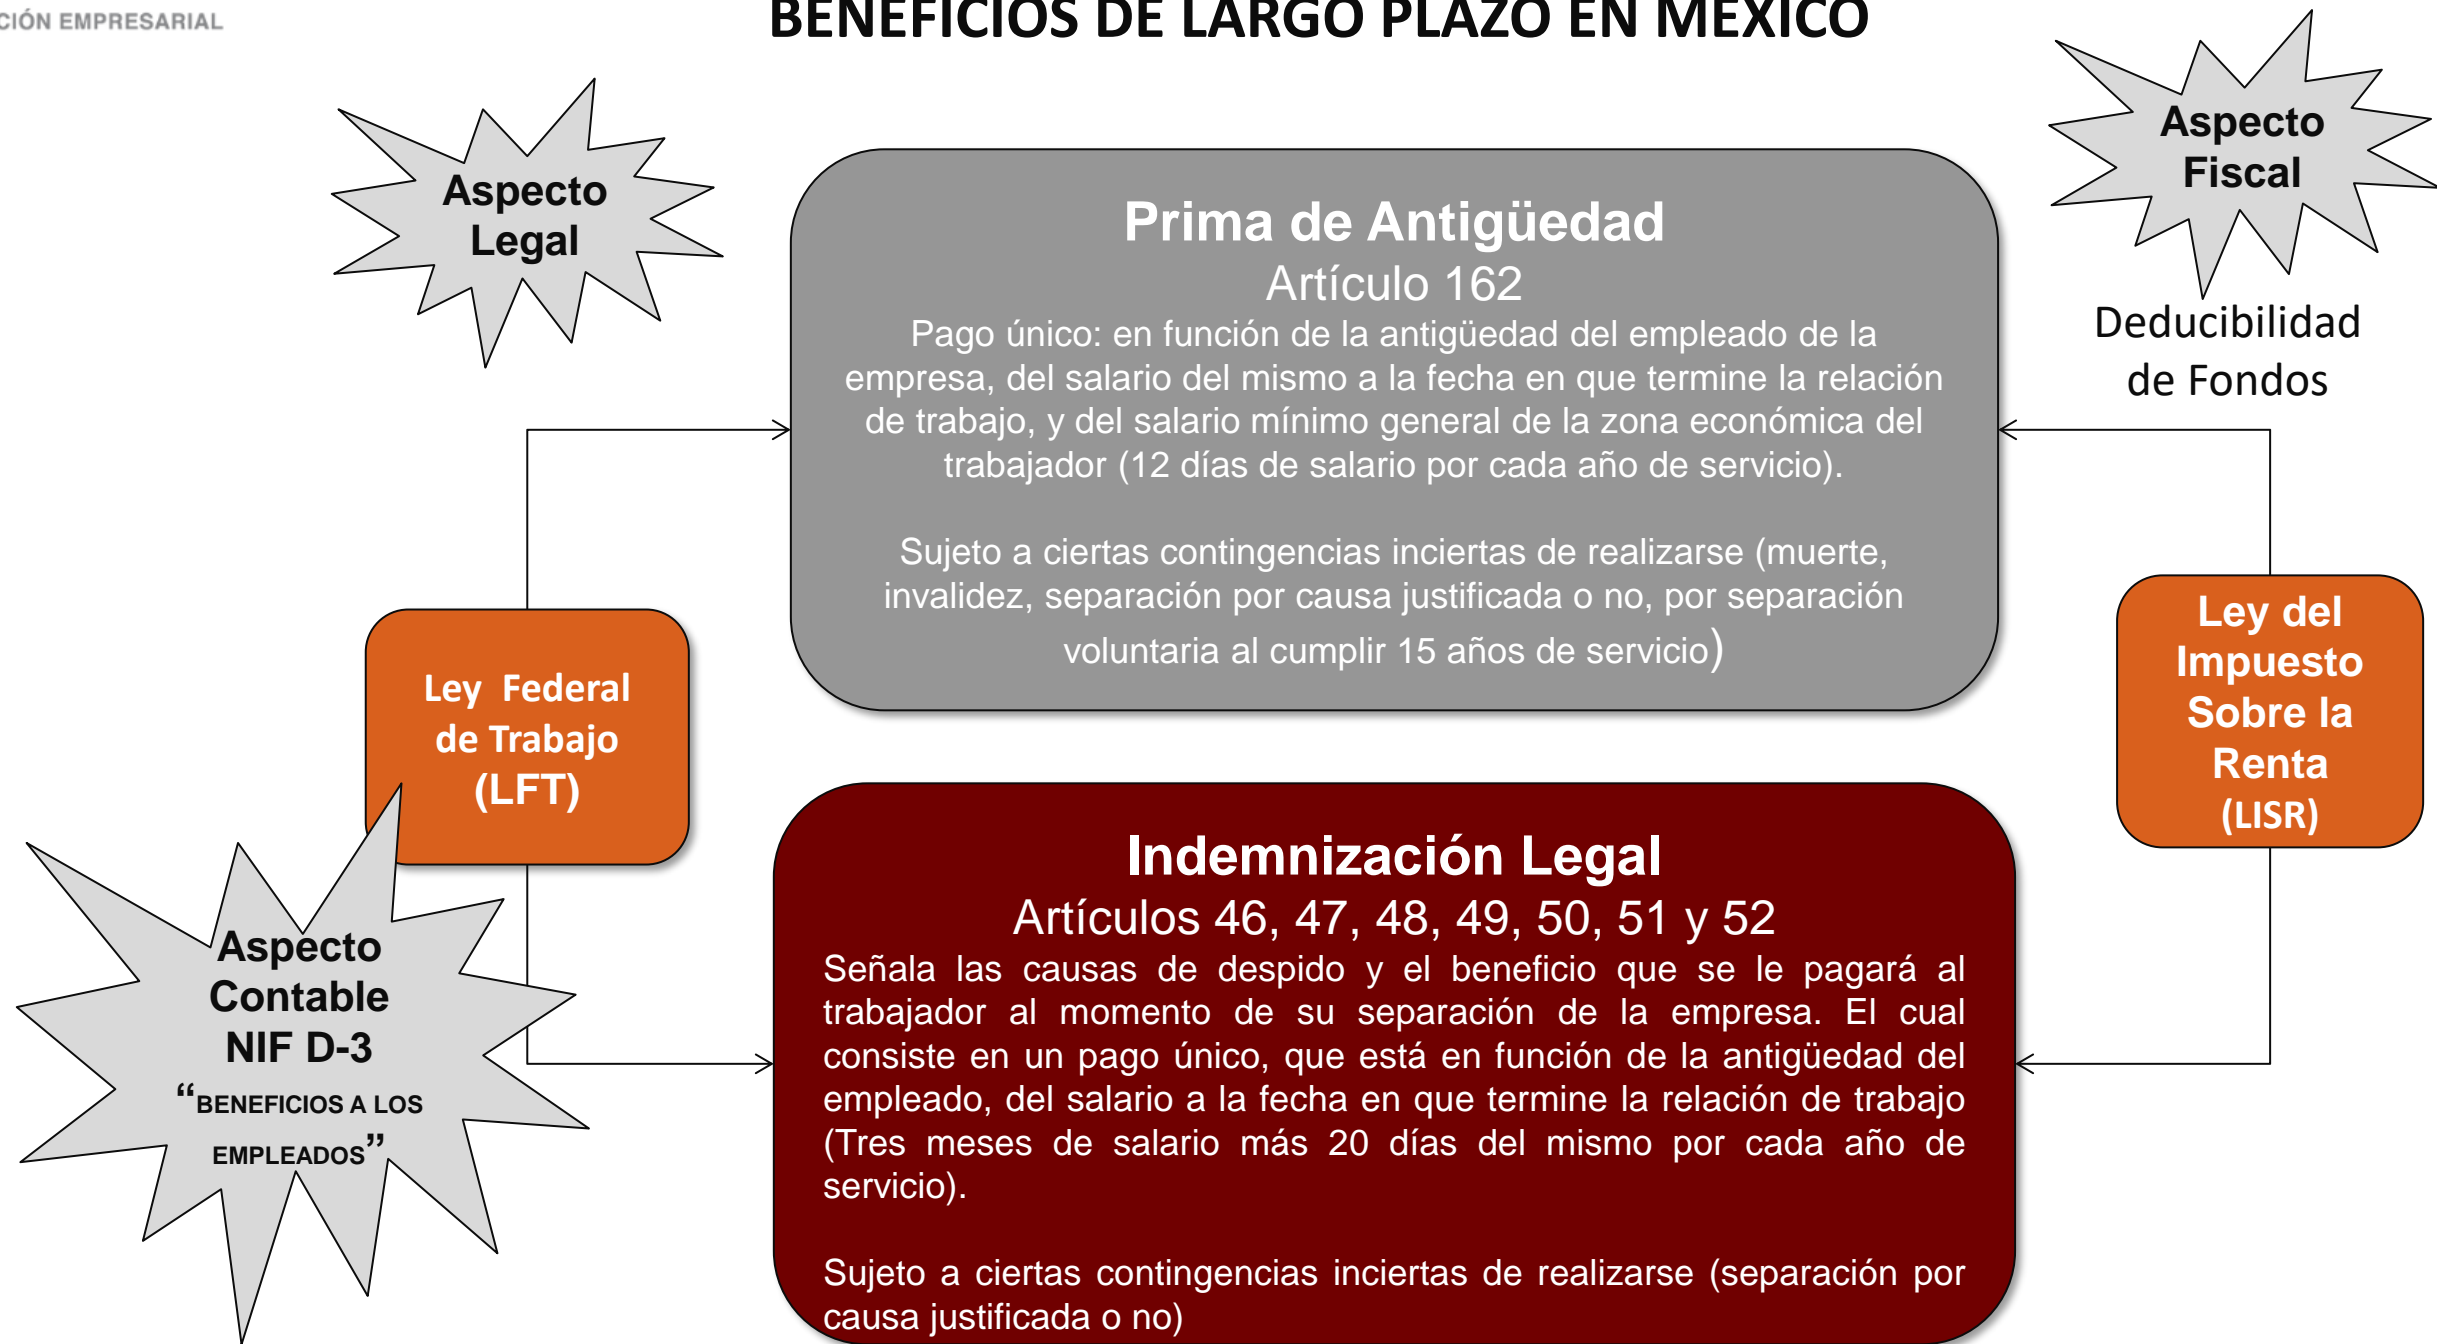 EMPRESARIAL
BENEFICIOS DE LARGO PLAZO EN MÉXICO
Aspecto
Legal
Aspecto
Fiscal
Deducibilidad
de Fondos
Prima de Antigüedad
Artículo 162
Pago único: en función de la antigüedad del empleado de la
empresa, del salario del mismo a la fecha en que termine la relación
de trabajo, y del salario mínimo general de la zona económica del
trabajador (12 días de salario por cada año de servicio).
Sujeto a ciertas contingencias inciertas de realizarse (muerte,
invalidez, separación por causa justificada o no, por separación
voluntaria al cumplir 15 años de servicio)
Ley Federal
de Trabajo
(LFT)
Ley del
Impuesto
Sobre la
Renta
(LISR)
Aspecto
Contable
NIF D-3
“BENEFICIOS A LOS
EMPLEADOS”
Indemnización Legal
Artículos 46, 47, 48, 49, 50, 51 y 52
Señala las causas de despido y el beneficio que se le pagará al
trabajador al momento de su separación de la empresa. El cual
consiste en un pago único, que está en función de la antigüedad del
empleado, del salario a la fecha en que termine la relación de trabajo
(Tres meses de salario más 20 días del mismo por cada año de
servicio).
Sujeto a ciertas contingencias inciertas de realizarse (separación por
causa justificada o no)